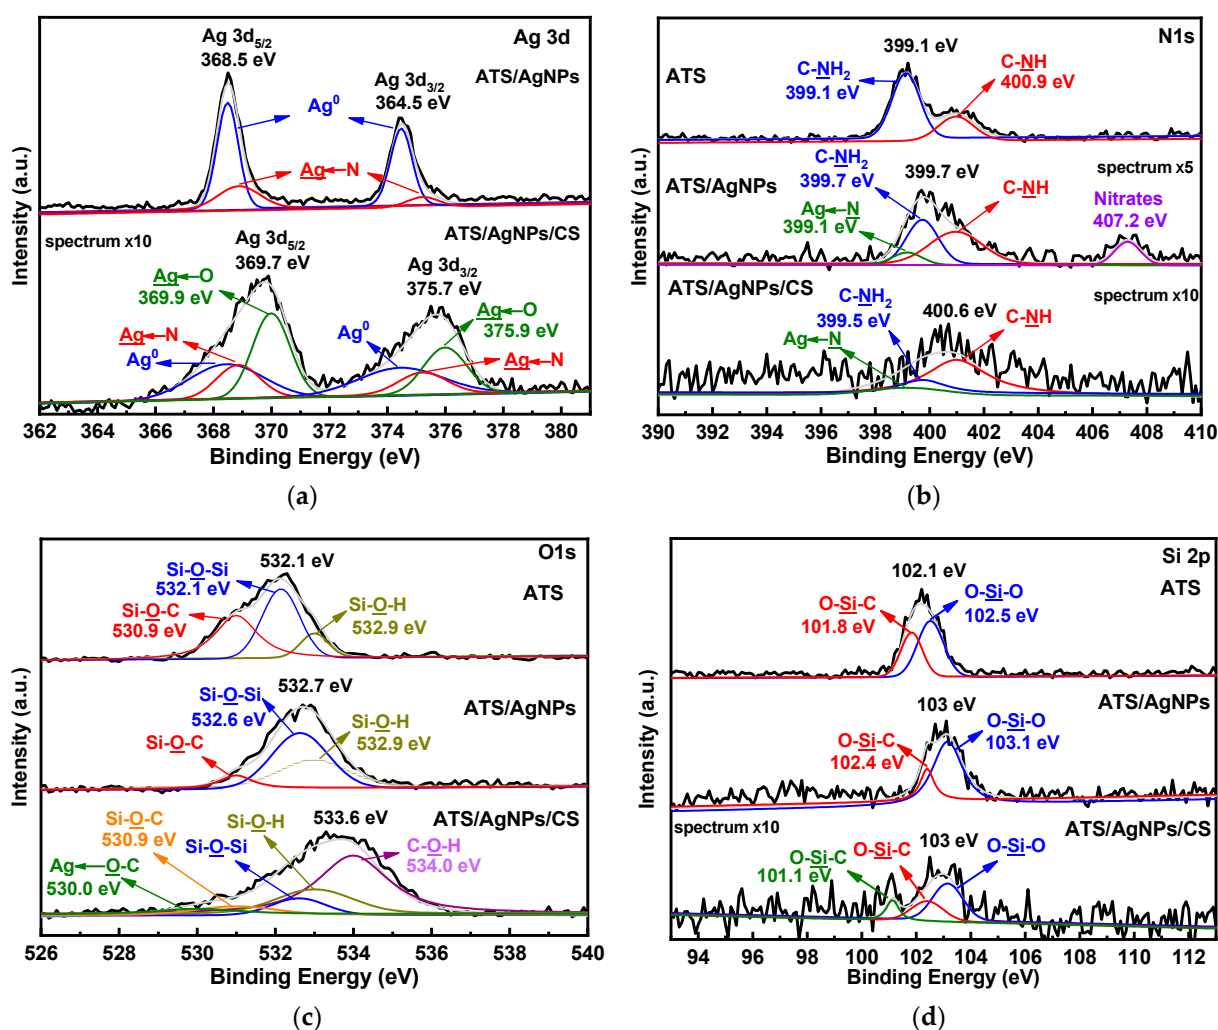 Ag 3d
Ag 3d5/2
368.5 eV
ATS/AgNPs
Ag 3d3/2
364.5 eV
Ag0
Ag←N
spectrum x10
Ag 3d5/2
369.7 eV
ATS/AgNPs/CS
Ag 3d3/2
375.7 eV
Ag←O
369.9 eV
Ag←O
375.9 eV
Ag←N
Ag0
Ag0
Ag←N
362 364 366 368 370 372 374 376 378 380
Binding Energy (eV)
Intensity (a.u.)
(a)
N1s
399.1 eV
ATS
C-NH2
399.1 eV
C-NH
400.9 eV
spectrum x5
ATS/AgNPs
C-NH2
399.7 eV
399.7 eV
C-NH
Nitrates
407.2 eV
Ag←N
399.1 eV
ATS/AgNPs/CS
spectrum x10
C-NH2
399.5 eV
400.6 eV
C-NH
Ag←N
390 392 394 396 398 400 402 404 406 408 410
Binding Energy (eV)
Intensity (a.u.)
(b)
O1s
532.1 eV
ATS
Si-O-Si
532.1 eV
Si-O-C
530.9 eV
Si-O-H
532.9 eV
532.7 eV
ATS/AgNPs
Si-O-Si
532.6 eV
Si-O-H
532.9 eV
Si-O-C
ATS/AgNPs/CS
533.6 eV
Si-O-C
530.9 eV
Si-O-H
Si-O-Si
C-O-H
534.0 eV
Ag←O-C
530.0 eV
526 528 530 532 534 536 538 540
Binding Energy (eV)
Intensity (a.u.)
(c)
Si 2p
102.1 eV
ATS
O-Si-C
101.8 eV
O-Si-O
102.5 eV
ATS/AgNPs
103 eV
O-Si-C
102.4 eV
O-Si-O
103.1 eV
spectrum x10
ATS/AgNPs/CS
103 eV
O-Si-C
101.1 eV
O-Si-C
O-Si-O
94 96 98 100 102 104 106 108 110 112
Binding Energy (eV)
Intensity (a.u.)
(d)